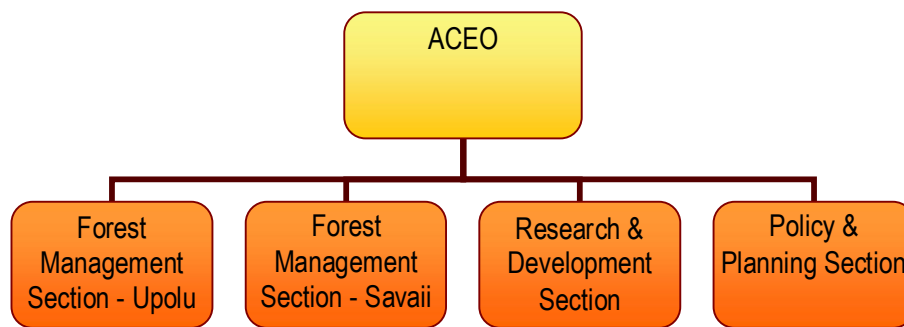 ACEO
Forest
Management
Section - Upolu
Forest
Management
Section - Savaii
Research &
Development
Section
Policy &
Planning Section